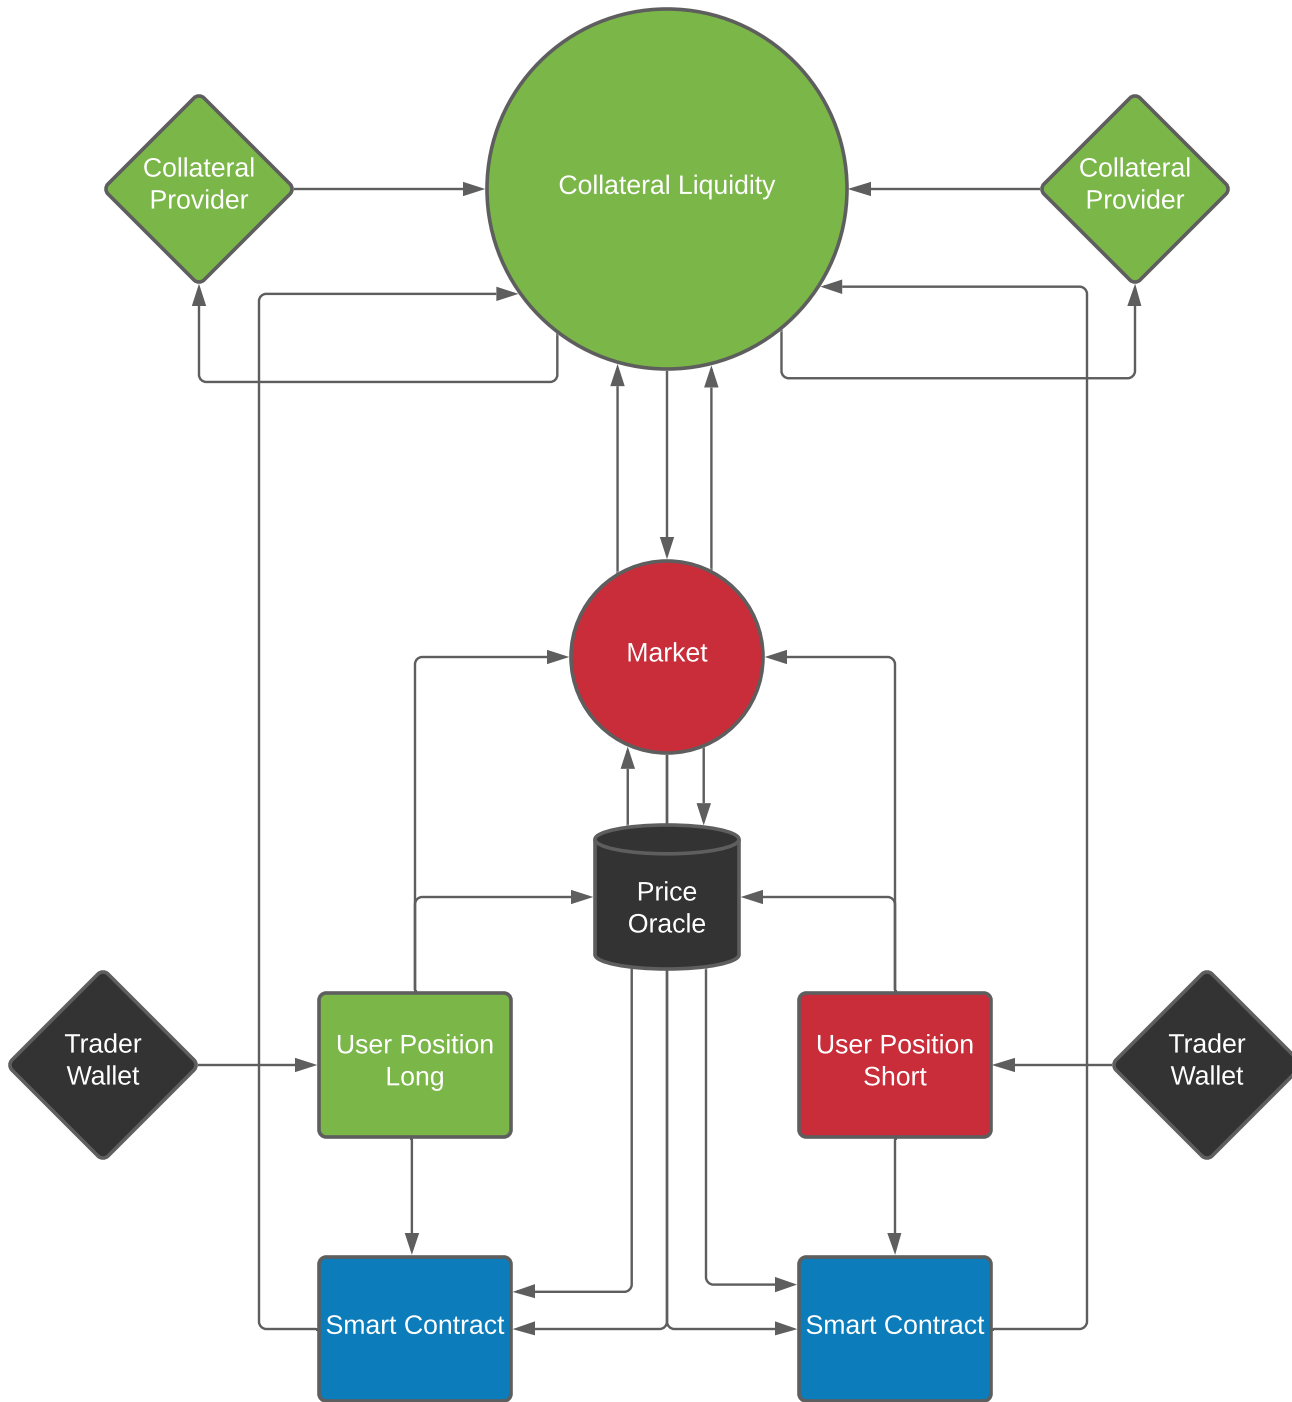 Collateral
Provider
Collateral Liquidity
Collateral
Provider
Market
Price
Oracle
Trader
Wallet
User Position
Long
User Position
Short
Trader
Wallet
Smart Contract
Smart Contract